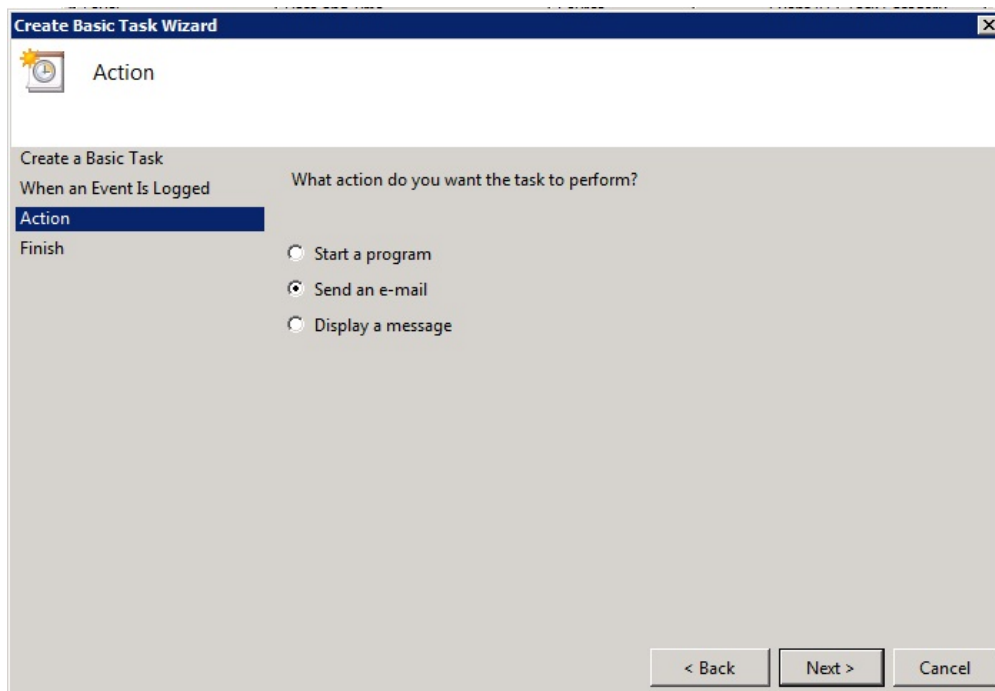 Create Basic Task Wizard
Action
Create a Basic Task
When an Event Is Logged
Action
Finish
What action do you want the task to perform?
Start a program
Send an e-mail
Display a message
< Back
Next >
Cancel